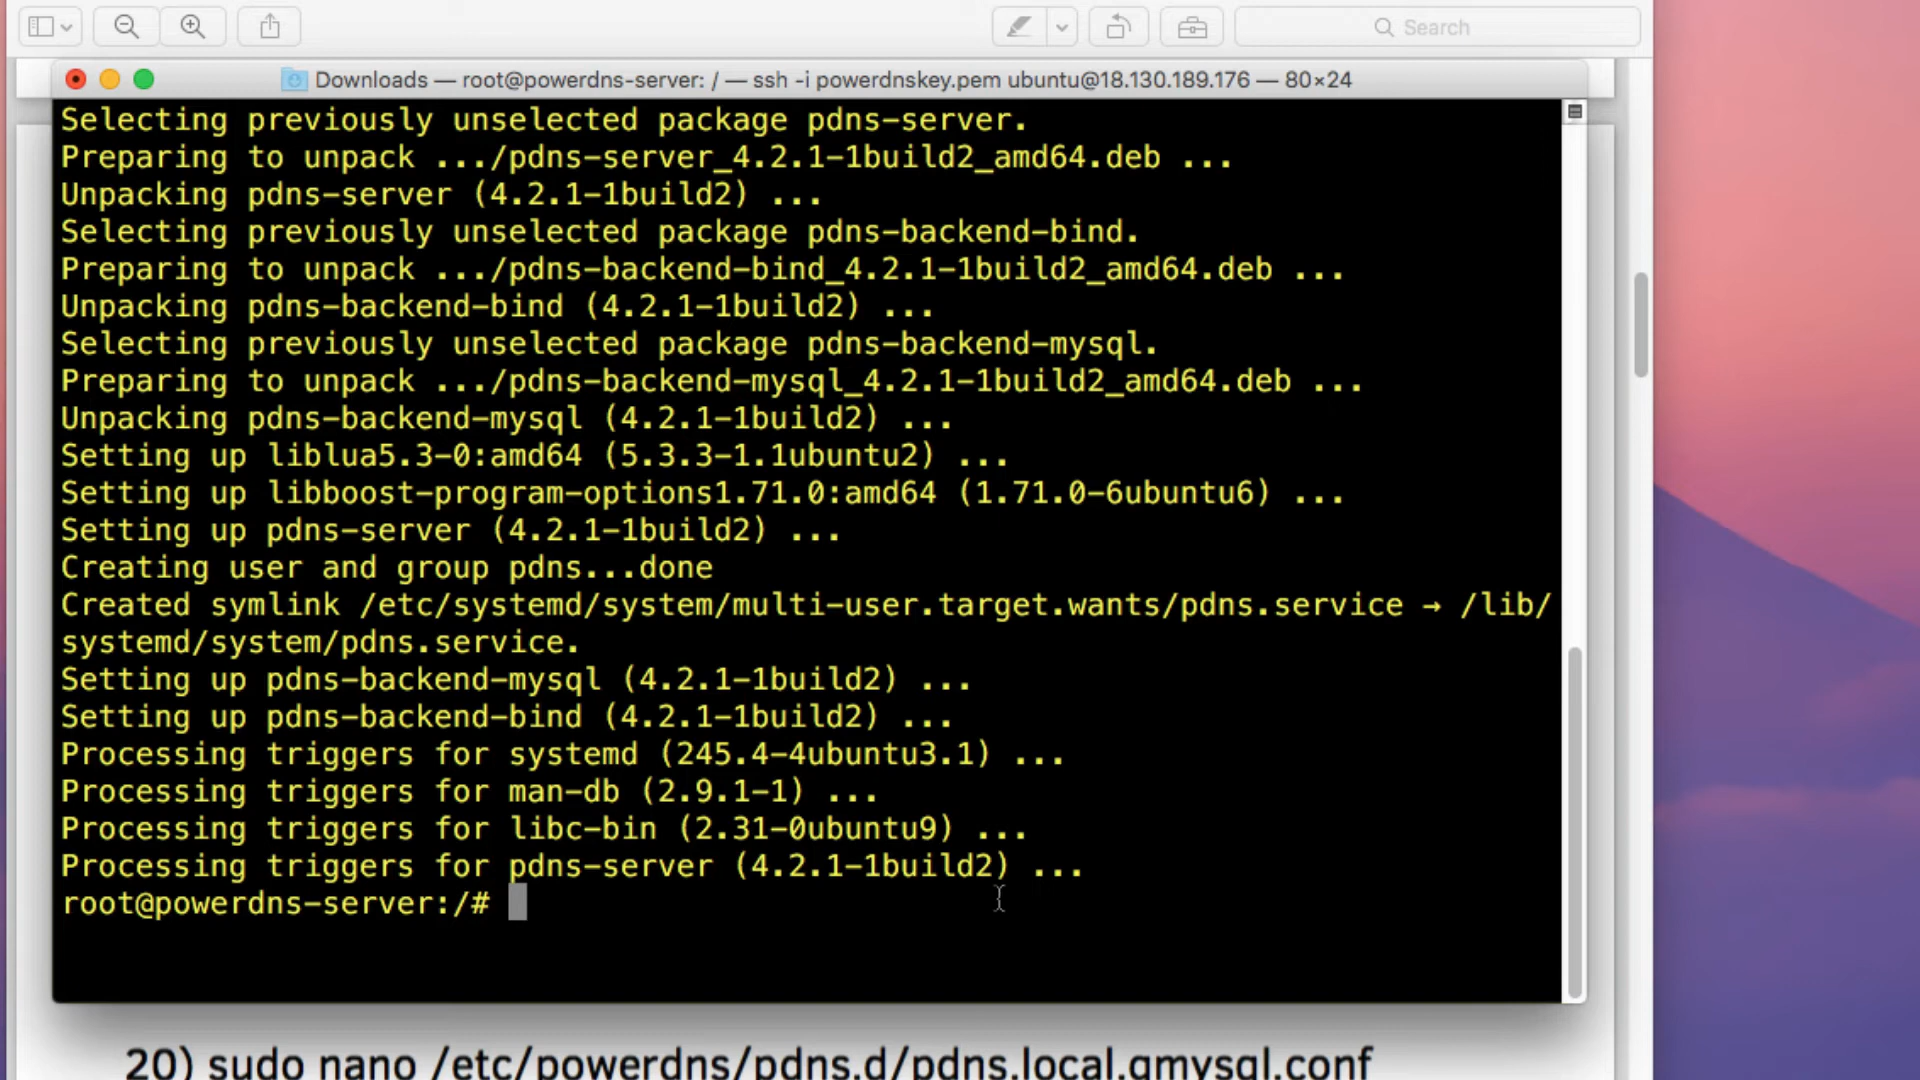 Search
Downloads — root@powerdns-server: / — ssh -i powerdnskey.pem ubuntu@18.130.189.176 — 80×24
Selecting previously unselected package pdns-server.
Preparing to unpack .../pdns-server_4.2.1-1build2_amd64.deb ...
Unpacking pdns-server (4.2.1-1build2) ...
Selecting previously unselected package pdns-backend-bind.
Preparing to unpack .../pdns-backend-bind_4.2.1-1build2_amd64.deb ...
Unpacking pdns-backend-bind (4.2.1-1build2) ...
Selecting previously unselected package pdns-backend-mysql.
Preparing to unpack .../pdns-backend-mysql_4.2.1-1build2_amd64.deb ...
Unpacking pdns-backend-mysql (4.2.1-1build2) ...
Setting up liblua5.3-0:amd64 (5.3.3-1.1ubuntu2) ...
Setting up libboost-program-options1.71.0:amd64 (1.71.0-6ubuntu6) ...
Setting up pdns-server (4.2.1-1build2) ...
Creating user and group pdns...done
Created symlink /etc/systemd/system/multi-user.target.wants/pdns.service → /lib/
systemd/system/pdns.service.
Setting up pdns-backend-mysql (4.2.1-1build2) ...
Setting up pdns-backend-bind (4.2.1-1build2) ...
Processing triggers for systemd (245.4-4ubuntu3.1) ...
Processing triggers for man-db (2.9.1-1) ...
Processing triggers for libc-bin (2.31-0ubuntu9) ...
Processing triggers for pdns-server (4.2.1-1build2) ...
root@powerdns-server:/#
20) sudo nano /etc/powerdns/pdns.d/pdns.local.gmysql.conf